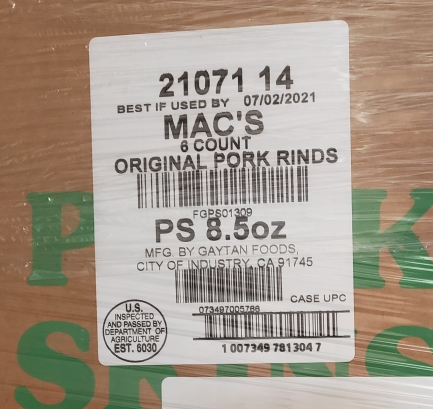 21071 14
BEST IF USED BY 07/02/2021
MAC'S
6 COUNT
ORIGINAL PORK RINDS
FGPS01309
PS 8.5oz
MFG. BY GAYTAN FOODS,
CITY OF INDUSTRY, CA 91745
CASE UPC
073497005786
U.S.
INSPECTED
AND PASSED BY
DEPARTMENT OF
AGRICULTURE
EST. 6030
1 007349 781304 7
P K
SKINS